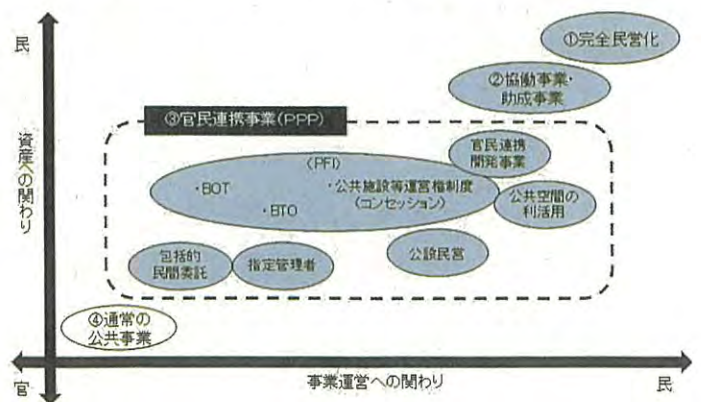 民
①完全民営化
②協働事業・
助成事業
③官民連携事業(PPP)
資産への関わり
官民連携
開発事業
(PFI)
・BOT
・公共施設等運営権制度
(コンセッション)
・BTO
公共空間の
利活用
包括的
民間委託
指定管理者
公設民営
④通常の
公共事業
官
事業運営への関わり
民